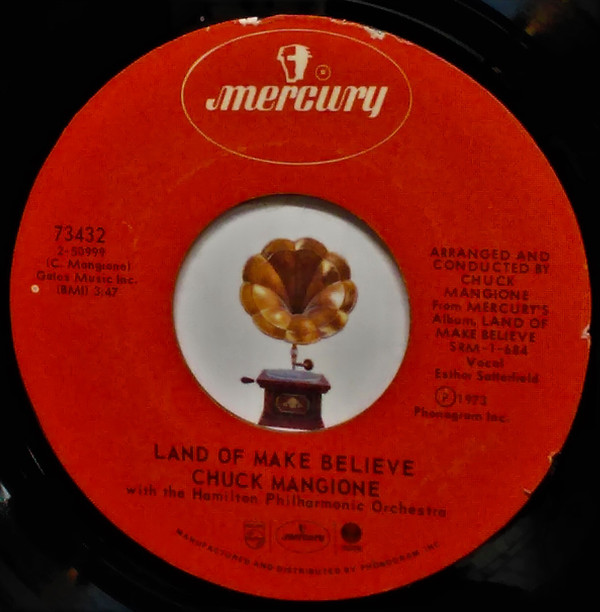 mercury
73432
2-50999
(C. Mangione)
Gates Music Inc.
(BMI) 3:47
ARRANGED AND
CONDUCTED BY
CHUCK
MANGIONE
From MERCURY'S
Album, LAND OF
MAKE BELIEVE
SRM-1-684
Vocal
Esther Satterfield
Ⓟ1973
Phonogram Inc.
LAND OF MAKE BELIEVE
CHUCK MANGIONE
with the Hamilton Philharmonic Orchestra
mercury
MANUFACTURED AND DISTRIBUTED BY PHONOGRAM INC.